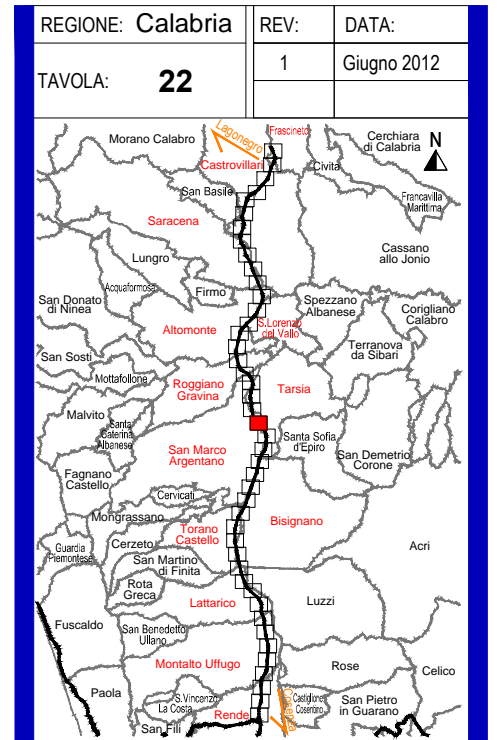 REGIONE: Calabria
REV:
DATA:
TAVOLA: 22
1
Giugno 2012
Lagonegro
Frascineto
Morano Calabro
Cerchiara
di Calabria
N
Castrovillari
Civita
San Basile
Francavilla
Marittima
Saracena
Lungro
Cassano
allo Jonio
Acquaformosa
Firmo
San Donato
di Ninea
Spezzano
Albanese
Corigliano
Calabro
Altomonte
S.Lorenzo
del Vallo
Terranova
da Sibari
San Sosti
Mottafollone
Roggiano
Gravina
Tarsia
Malvito
Santa
Caterina
Albanese
Santa Sofia
d'Epiro
San Marco
Argentano
San Demetrio
Corone
Fagnano
Castello
Cervicati
Mongrassano
Torano
Castello
Bisignano
Guardia
Piemontese
Cerzeto
Acri
San Martino
di Finita
Rota
Greca
Lattarico
Luzzi
Fuscaldo
San Benedetto
Ullano
Montalto Uffugo
Rose
Celico
Paola
S.Vincenzo
La Costa
Cosenza
Castiglione
Cosentino
San Pietro
in Guarano
Rende
San Fili